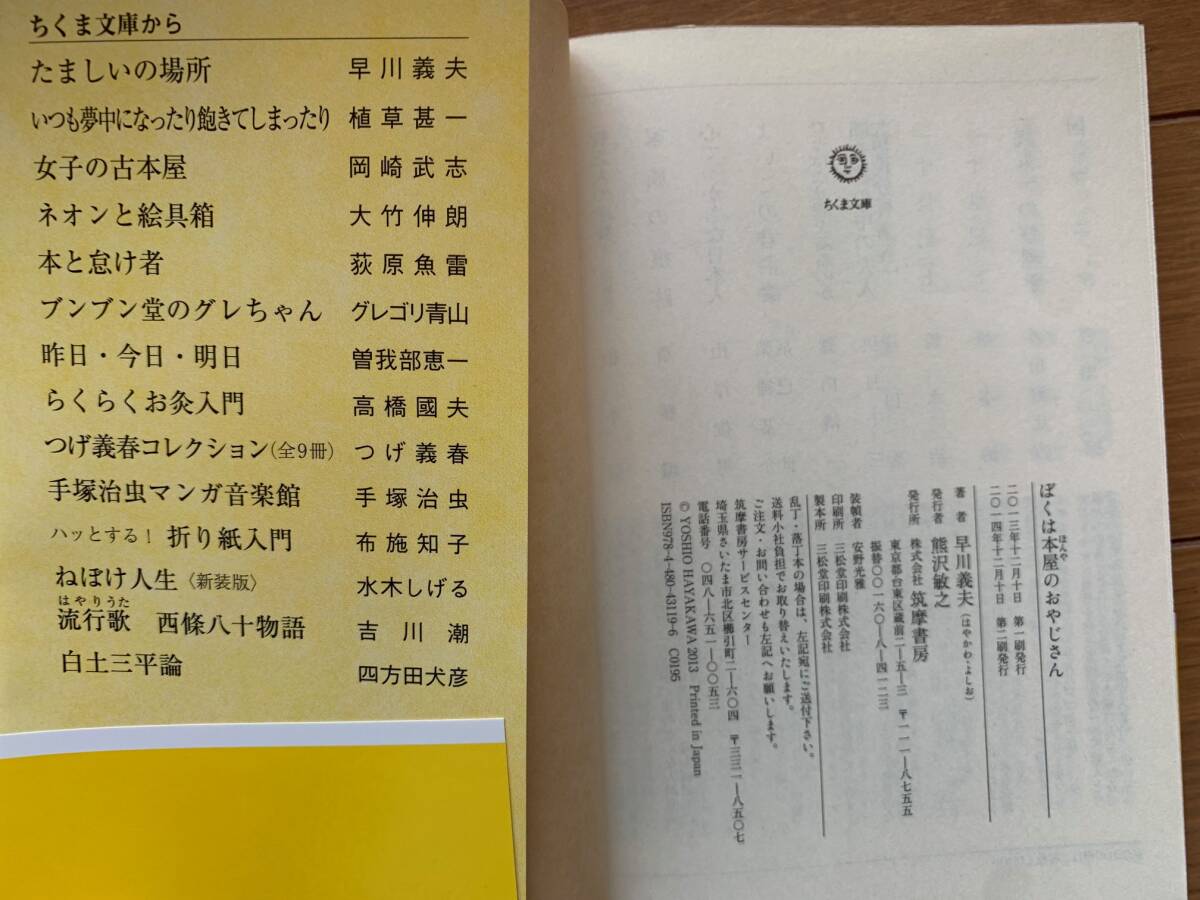 ちくま文庫から
たましいの場所 早川義夫
いつも夢中になったり飽きてしまったり 植草甚一
女子の古本屋 岡崎武志
ネオンと絵具箱 大竹伸朗
本と怠け者 荻原魚雷
ブンブン堂のグレちゃん グレゴリ青山
昨日・今日・明日 曽我部恵一
らくらくお灸入門 高橋國夫
つげ義春コレクション(全9冊) つげ義春
手塚治虫マンガ音楽館 手塚治虫
ハッとする! 折り紙入門 布施知子
ねぼけ人生〈新装版〉 水木しげる
はやりうた
流行歌 西條八十物語 吉川潮
白土三平論 四方田犬彦
ちくま文庫
ぼくは本屋のおやじさん
ほんや
二〇一三年十二月十日 第一刷発行
二〇一四年十二月十日 第二刷発行
著者 早川義夫(はやかわ・よしお)
発行者 熊沢敏之
発行所 株式会社 筑摩書房
東京都台東区蔵前二―五―三 〒一一一―八七五五
振替〇〇一六〇―八―四一二三
装幀者 安野光雅
印刷所 三松堂印刷株式会社
製本所 三松堂印刷株式会社
乱丁・落丁本の場合は、左記宛にご送付下さい。
送料小社負担でお取り替えいたします。
ご注文・お問い合わせも左記へお願いします。
筑摩書房サービスセンター
埼玉県さいたま市北区櫛引町二―六〇四 〒三三一―八五〇七
電話番号 〇四八―六五一―〇〇五三
© YOSHIO HAYAKAWA 2013 Printed in Japan
ISBN978-4-480-43119-6 C0195